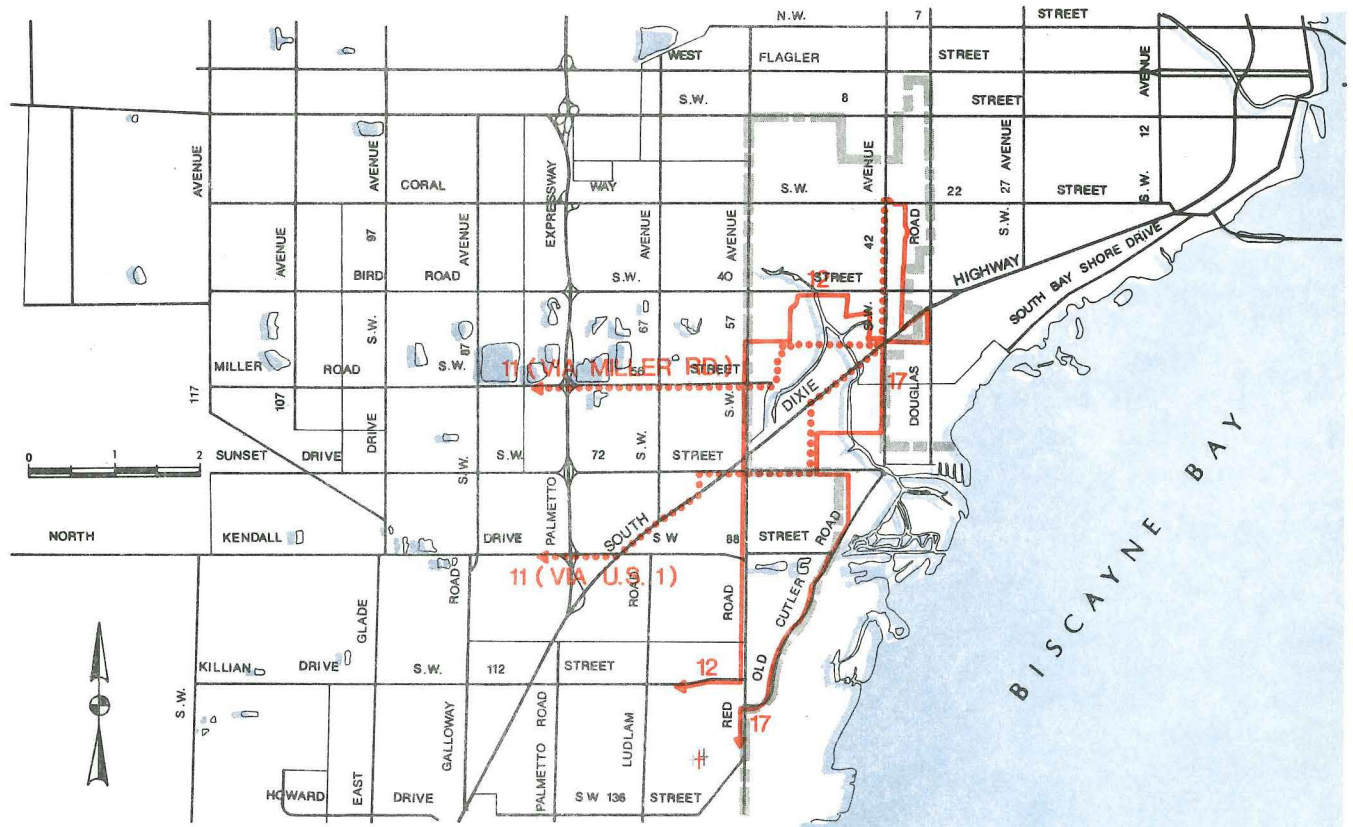 N.W. 7 STREET
WEST FLAGLER STREET
S.W. 8 STREET
AVENUE
S.W. 12 AVENUE
S.W. 27 AVENUE
AVENUE
AVENUE
S.W. 42 AVENUE
CORAL WAY
S.W. 22 STREET
EXPRESSWAY
AVENUE
97
AVENUE
AVENUE
AVENUE
ROAD
BIRD ROAD
S.W. 40 STREET
12
HIGHWAY
SOUTH BAY SHORE DRIVE
S.W.
87
67
57
MILLER ROAD
S.W. 56 STREET
11 (VIA MILLER RD.)
S.W.
DIXIE
17
DOUGLAS
117
107
DRIVE
0 1 2
SUNSET DRIVE
S.W. 72 STREET
S.W.
S.W.
PALMETTO
SOUTH
NORTH KENDALL DRIVE
SW 88 STREET
11 (VIA U.S. 1)
ROAD
ROAD
ROAD
ROAD
OLD CUTLER ROAD
BISCAYNE BAY
GLADE
KILLIAN DRIVE
S.W. 112 STREET
12
S.W.
RED
17
GALLOWAY
PALMETTO ROAD
LUDLAM
EAST
HOWARD DRIVE
SW 136 STREET